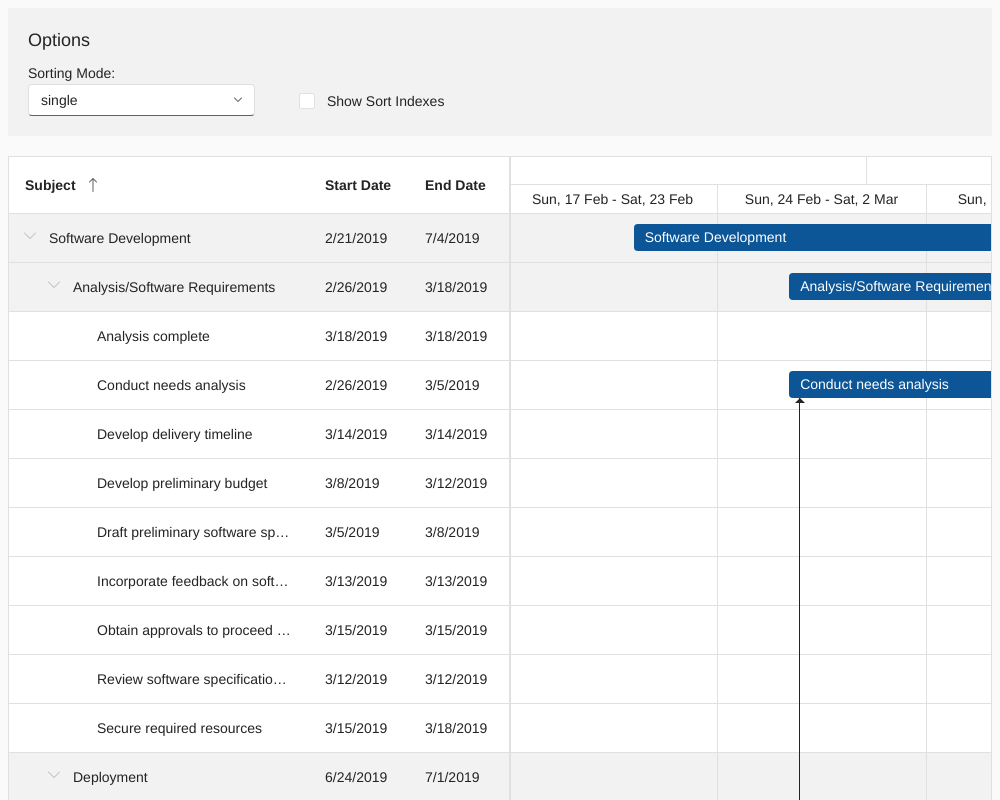 Options
Sorting Mode:
single
Show Sort Indexes
Subject Start Date End Date
Sun, 17 Feb - Sat, 23 Feb Sun, 24 Feb - Sat, 2 Mar Sun,
Software Development 2/21/2019 7/4/2019 Software Development
Analysis/Software Requirements 2/26/2019 3/18/2019 Analysis/Software Requiremen
Analysis complete 3/18/2019 3/18/2019
Conduct needs analysis 2/26/2019 3/5/2019 Conduct needs analysis
Develop delivery timeline 3/14/2019 3/14/2019
Develop preliminary budget 3/8/2019 3/12/2019
Draft preliminary software sp… 3/5/2019 3/8/2019
Incorporate feedback on soft… 3/13/2019 3/13/2019
Obtain approvals to proceed … 3/15/2019 3/15/2019
Review software specificatio… 3/12/2019 3/12/2019
Secure required resources 3/15/2019 3/18/2019
Deployment 6/24/2019 7/1/2019